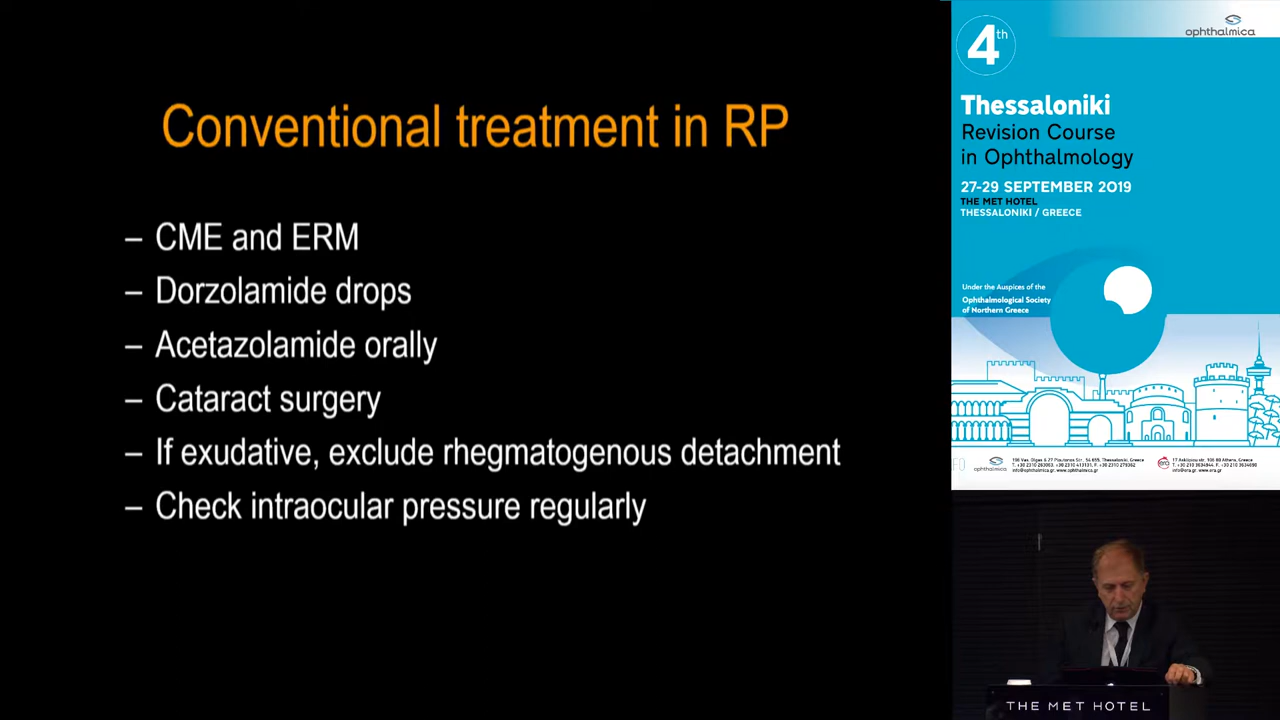 Conventional treatment in RP
– CME and ERM
– Dorzolamide drops
– Acetazolamide orally
– Cataract surgery
– If exudative, exclude rhegmatogenous detachment
– Check intraocular pressure regularly
ophthalmica
4th
Thessaloniki
Revision Course
in Ophthalmology
27-29 SEPTEMBER 2019
THE MET HOTEL
THESSALONIKI / GREECE
Under the Auspices of the
Ophthalmological Society
of Northern Greece
ophthalmica
THE MET HOTEL